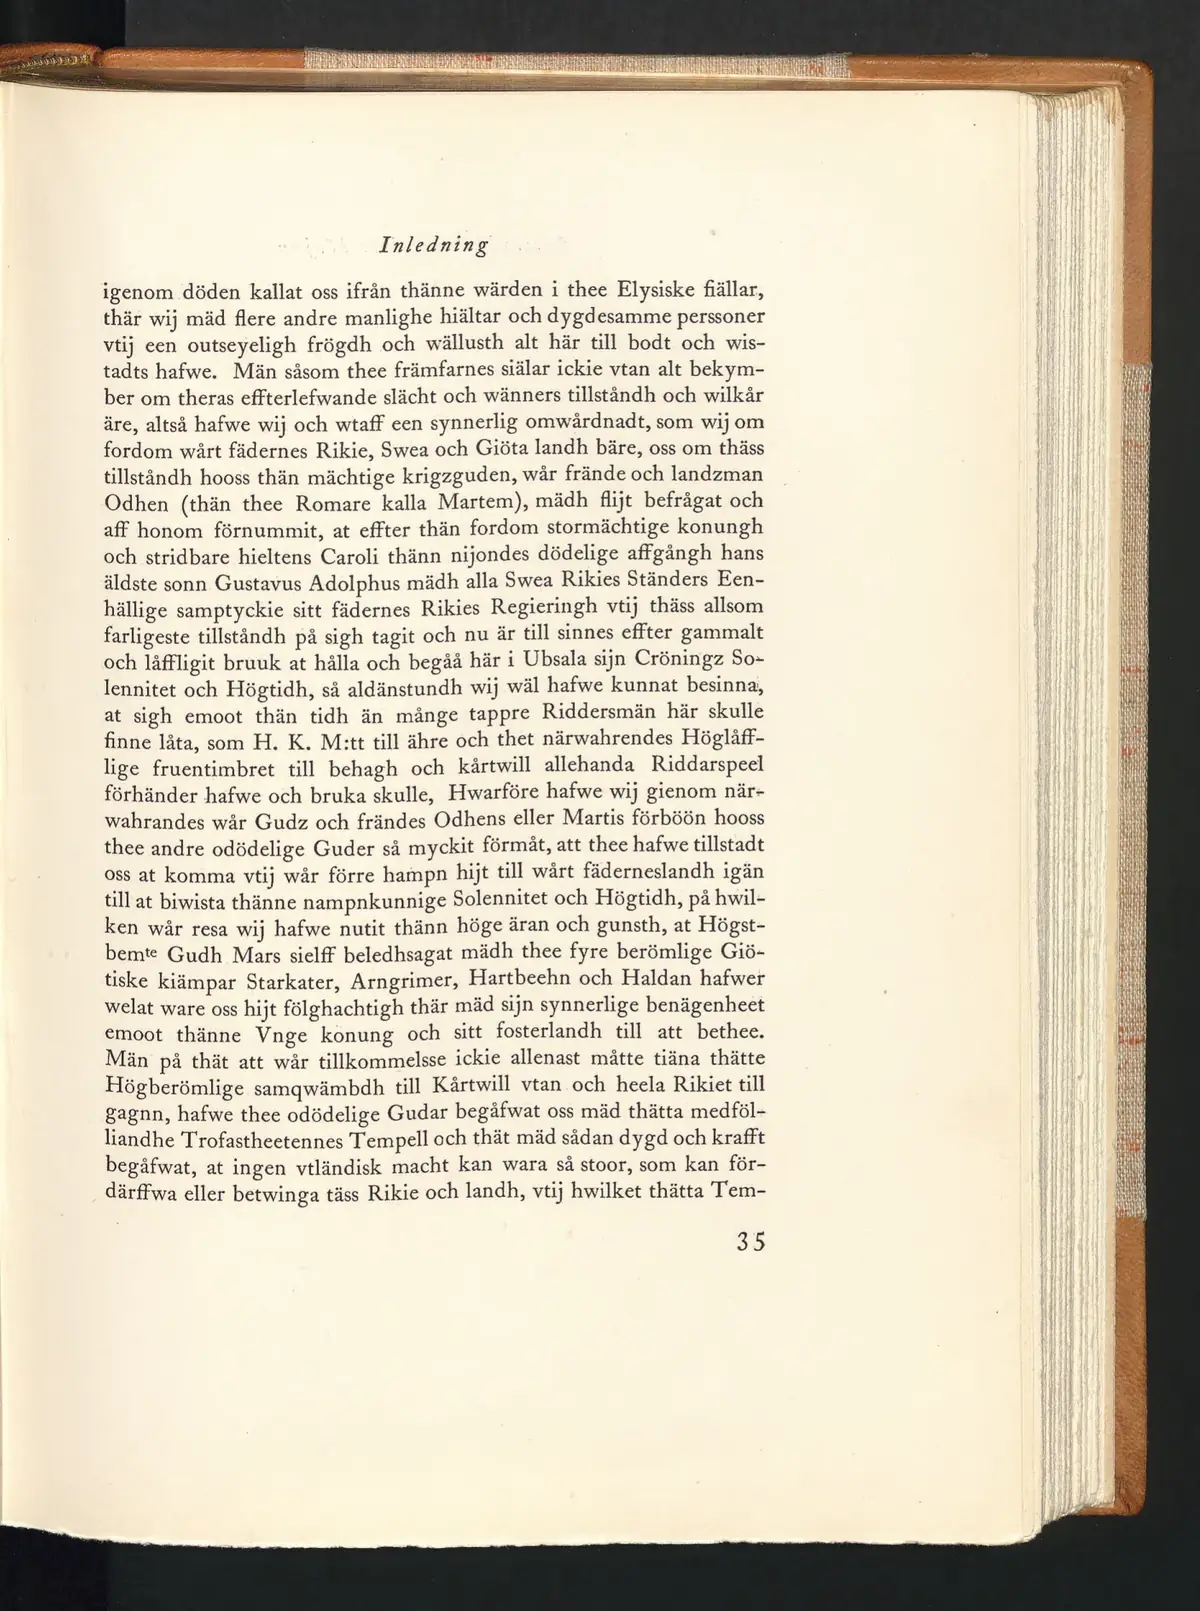 Inledning
igenom döden kallat oss ifrån thänne wärden i thee Elysiske fiällar,
thär wij mäd flere andre manlighe hiältar och dygdesamme perssoner
vtij een outseyeligh frögdh och wällusth alt här till bodt och wis-
tadts hafwe. Män såsom thee främfarnes siälar ickie vtan alt bekym-
ber om theras effterlefwande slächt och wänners tillståndh och wilkår
äre, altså hafwe wij och wtaff een synnerlig omwårdnadt, som wij om
fordom wårt fädernes Rikie, Swea och Giöta landh bäre, oss om thäss
tillståndh hooss thän mächtige krigzguden, wår frände och landzman
Odhen (thän thee Romare kalla Martem), mädh flijt befrågat och
aff honom förnummit, at effter thän fordom stormächtige konungh
och stridbare hieltens Caroli thänn nijondes dödelige affgångh hans
äldste sonn Gustavus Adolphus mädh alla Swea Rikies Ständers Een-
hällige samptyckie sitt fädernes Rikies Regieringh vtij thäss allsom
farligeste tillståndh på sigh tagit och nu är till sinnes effter gammalt
och låffligit bruuk at hålla och begåå här i Ubsala sijn Cröningz So-
lennitet och Högtidh, så aldänstundh wij wäl hafwe kunnat besinna,
at sigh emoot thän tidh än månge tappre Riddersmän här skulle
finne låta, som H. K. M:tt till ähre och thet närwahrendes Höglåff-
lige fruentimbret till behagh och kårtwill allehanda Riddarspeel
förhänder hafwe och bruka skulle, Hwarföre hafwe wij gienom när-
wahrandes wår Gudz och frändes Odhens eller Martis förböön hooss
thee andre odödelige Guder så myckit förmåt, att thee hafwe tillstadt
oss at komma vtij wår förre hampn hijt till wårt fäderneslandh igän
till at biwista thänne nampnkunnige Solennitet och Högtidh, på hwil-
ken wår resa wij hafwe nutit thänn höge äran och gunsth, at Högst-
bemte Gudh Mars sielff beledhsagat mädh thee fyre berömlige Giö-
tiske kiämpar Starkater, Arngrimer, Hartbeehn och Haldan hafwer
welat ware oss hijt fölghachtigh thär mäd sijn synnerlige benägenheet
emoot thänne Vnge konung och sitt fosterlandh till att bethee.
Män på thät att wår tillkommelsse ickie allenast måtte tiäna thätte
Högberömlige samqwämbdh till Kårtwill vtan och heela Rikiet till
gagnn, hafwe thee odödelige Gudar begåfwat oss mäd thätta medföl-
liandhe Trofastheetennes Tempell och thät mäd sådan dygd och krafft
begåfwat, at ingen vtländisk macht kan wara så stoor, som kan för-
därffwa eller betwinga täss Rikie och landh, vtij hwilket thätta Tem-
35